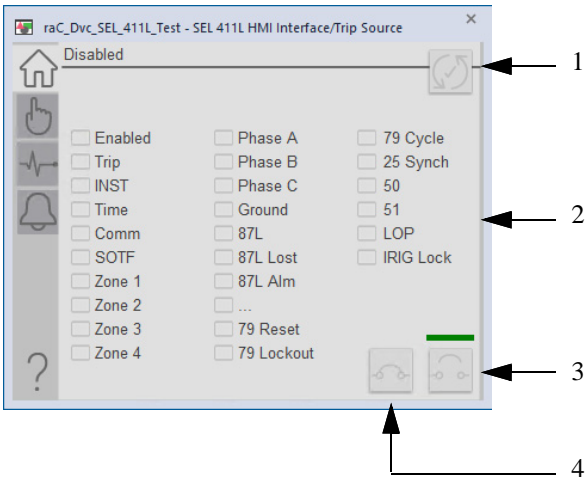 raC_Dvc_SEL_411L_Test - SEL 411L HMI Interface/Trip Source
Disabled
1
Enabled
Phase A
79 Cycle
Trip
Phase B
25 Synch
INST
Phase C
50
Time
Ground
51
2
Comm
87L
LOP
SOTF
87L Lost
IRIG Lock
Zone 1
87L Alm
Zone 2
...
Zone 3
79 Reset
Zone 4
79 Lockout
?
3
4